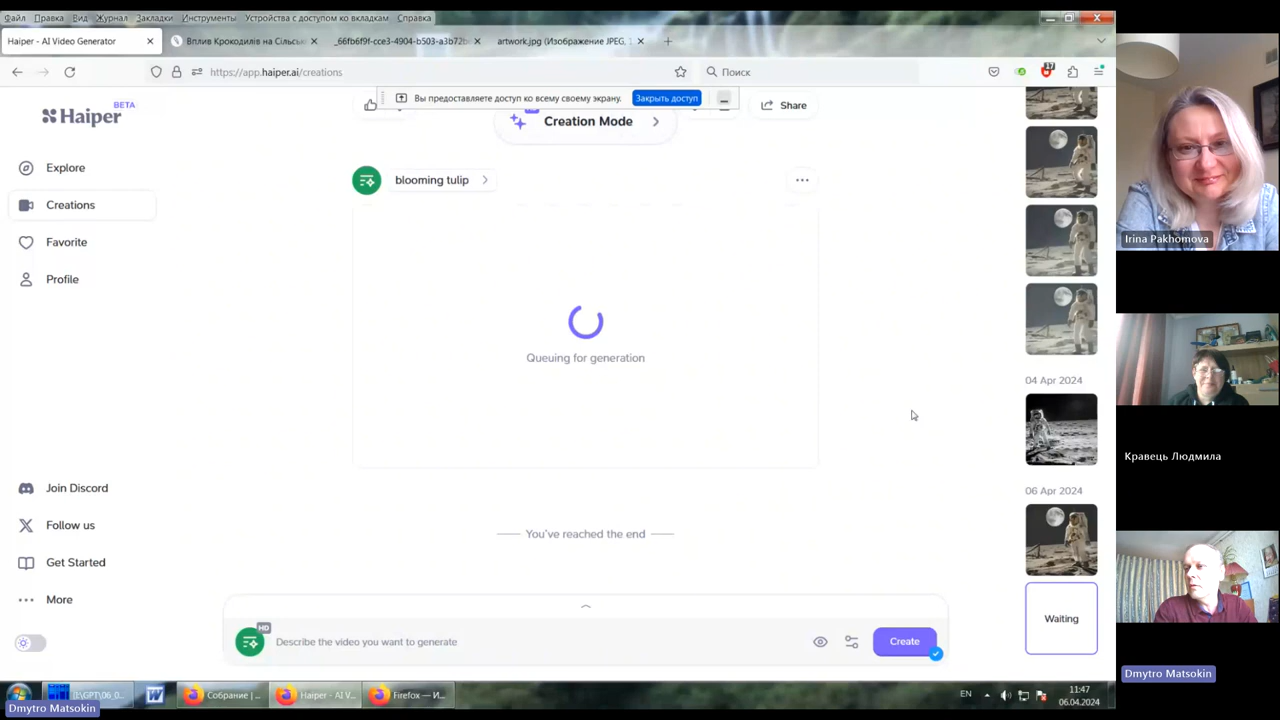 Файл Правка Вид Журнал Закладки Инструменты Устройства с доступом ко вкладкам Справка
Haiper - AI Video Generator
Вплив Крокодилів на Сільськ
_66fb6f9f-cce3-4904-b503-a3b72b
artwork.jpg (Изображение JPEG, 1
https://app.haiper.ai/creations
Поиск
17
Вы предоставляете доступ ко всему своему экрану. Закрыть доступ
Haiper BETA
Creation Mode
Share
Explore
blooming tulip
Creations
Favorite
Irina Pakhomova
Profile
Queuing for generation
04 Apr 2024
Кравець Людмила
Join Discord
06 Apr 2024
Follow us
You've reached the end
Get Started
More
Waiting
HD
Describe the video you want to generate
Create
Dmytro Matsokin
Собрание | ...
Haiper - AI V...
Firefox — И...
EN
11:47
06.04.2024
Dmytro Matsokin